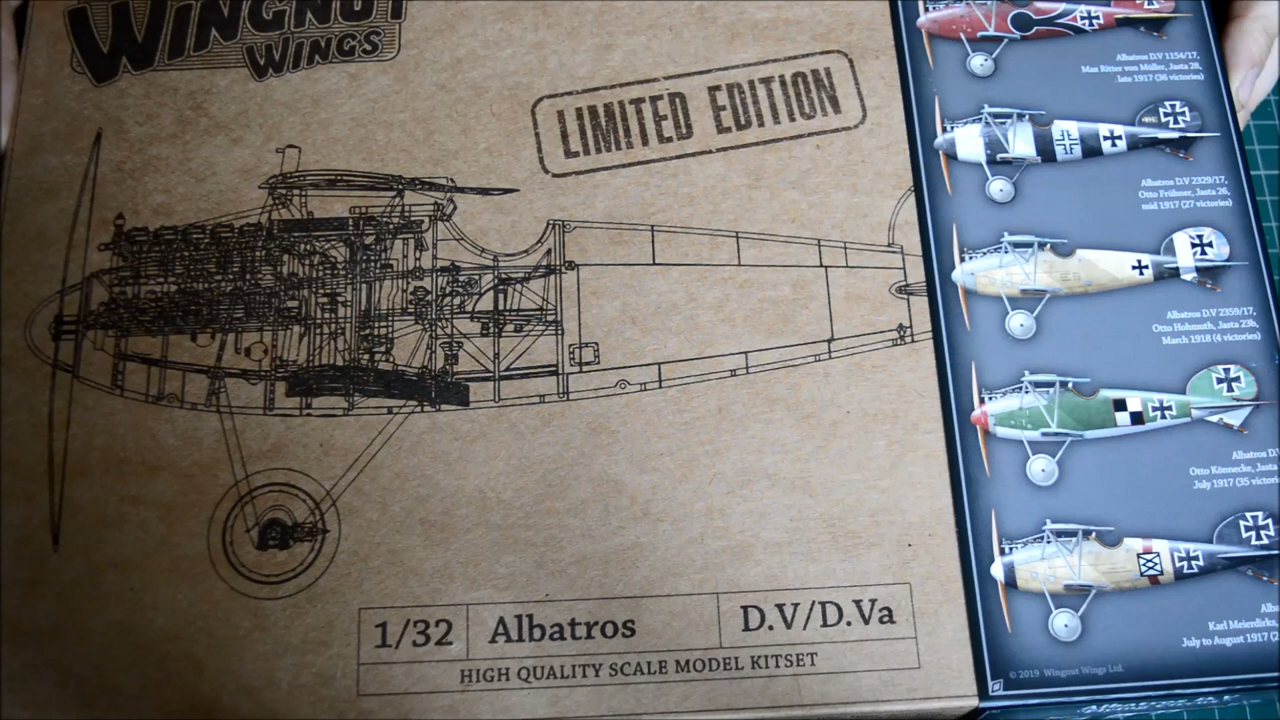 WINGNUT
WINGS
LIMITED EDITION
1/32 Albatros D.V/D.Va
HIGH QUALITY SCALE MODEL KITSET
Albatros D.V 1154/17,
Max Ritter von Müller, Jasta 28,
late 1917 (36 victories)
Albatros D.V 2329/17,
Otto Fruhner, Jasta 26,
mid 1917 (27 victories)
Albatros D.V 2359/17,
Otto Hohmuth, Jasta 23b,
March 1918 (4 victories)
Albatros D.
Otto Könnecke, Jasta
July 1917 (35 victori
Alb
Karl Meierdirks,
July to August 1917 (2
© 2019 Wingnut Wings Ltd.